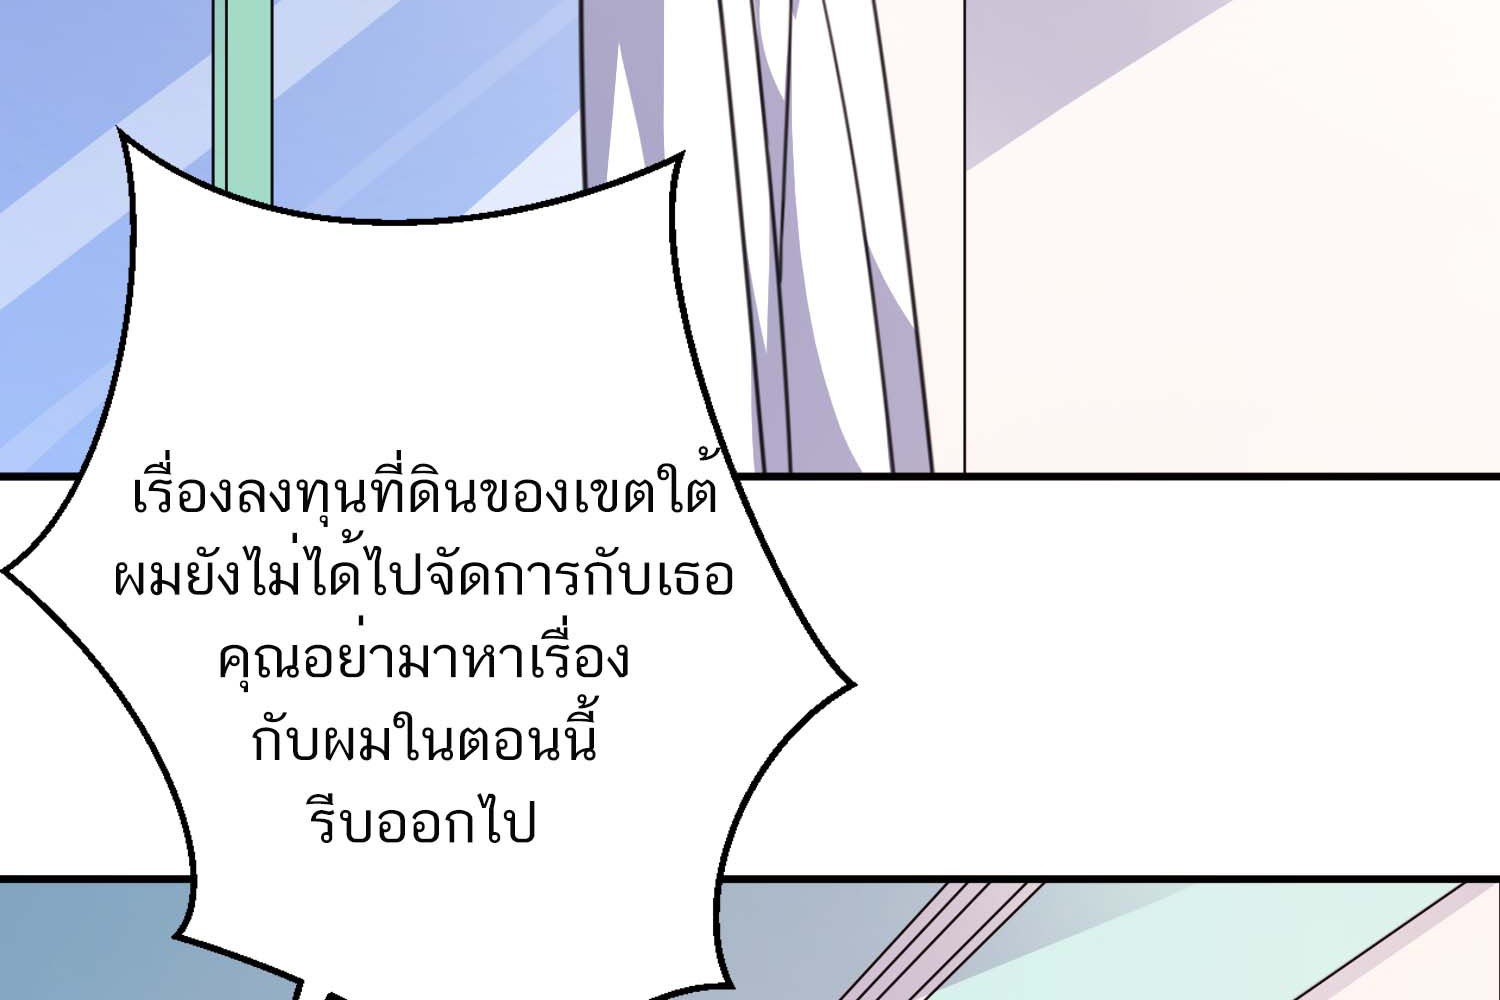 เรื่องลงทุนที่ดินของเขตใต้
ผมยังไม่ได้ไปจัดการกับเธอ
คุณอย่ามาหาเรื่อง
กับผมในตอนนี้
รีบออกไป